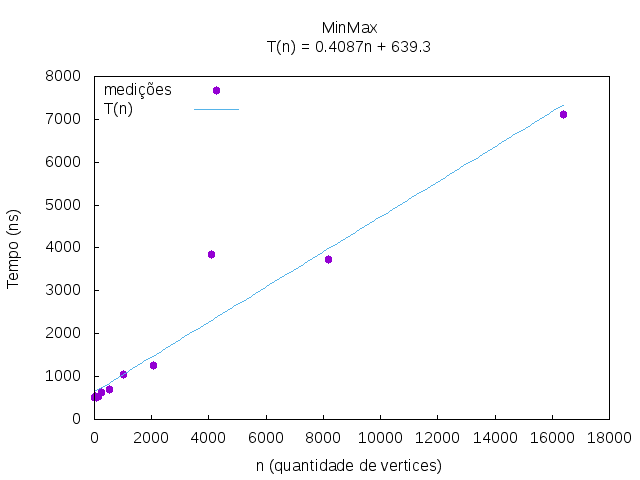 MinMax
T(n) = 0.4087n + 639.3
8000
7000
6000
5000
4000
3000
2000
1000
0
medições
T(n)
Tempo (ns)
0 2000 4000 6000 8000 10000 12000 14000 16000 18000
n (quantidade de vertices)